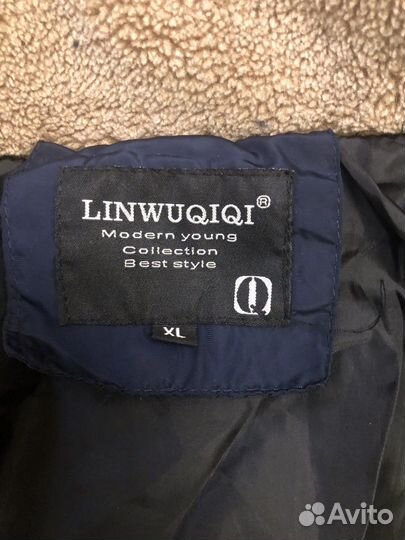 LINWUQIQI®
Modern young
Collection
Best style
Q
XL
Avito